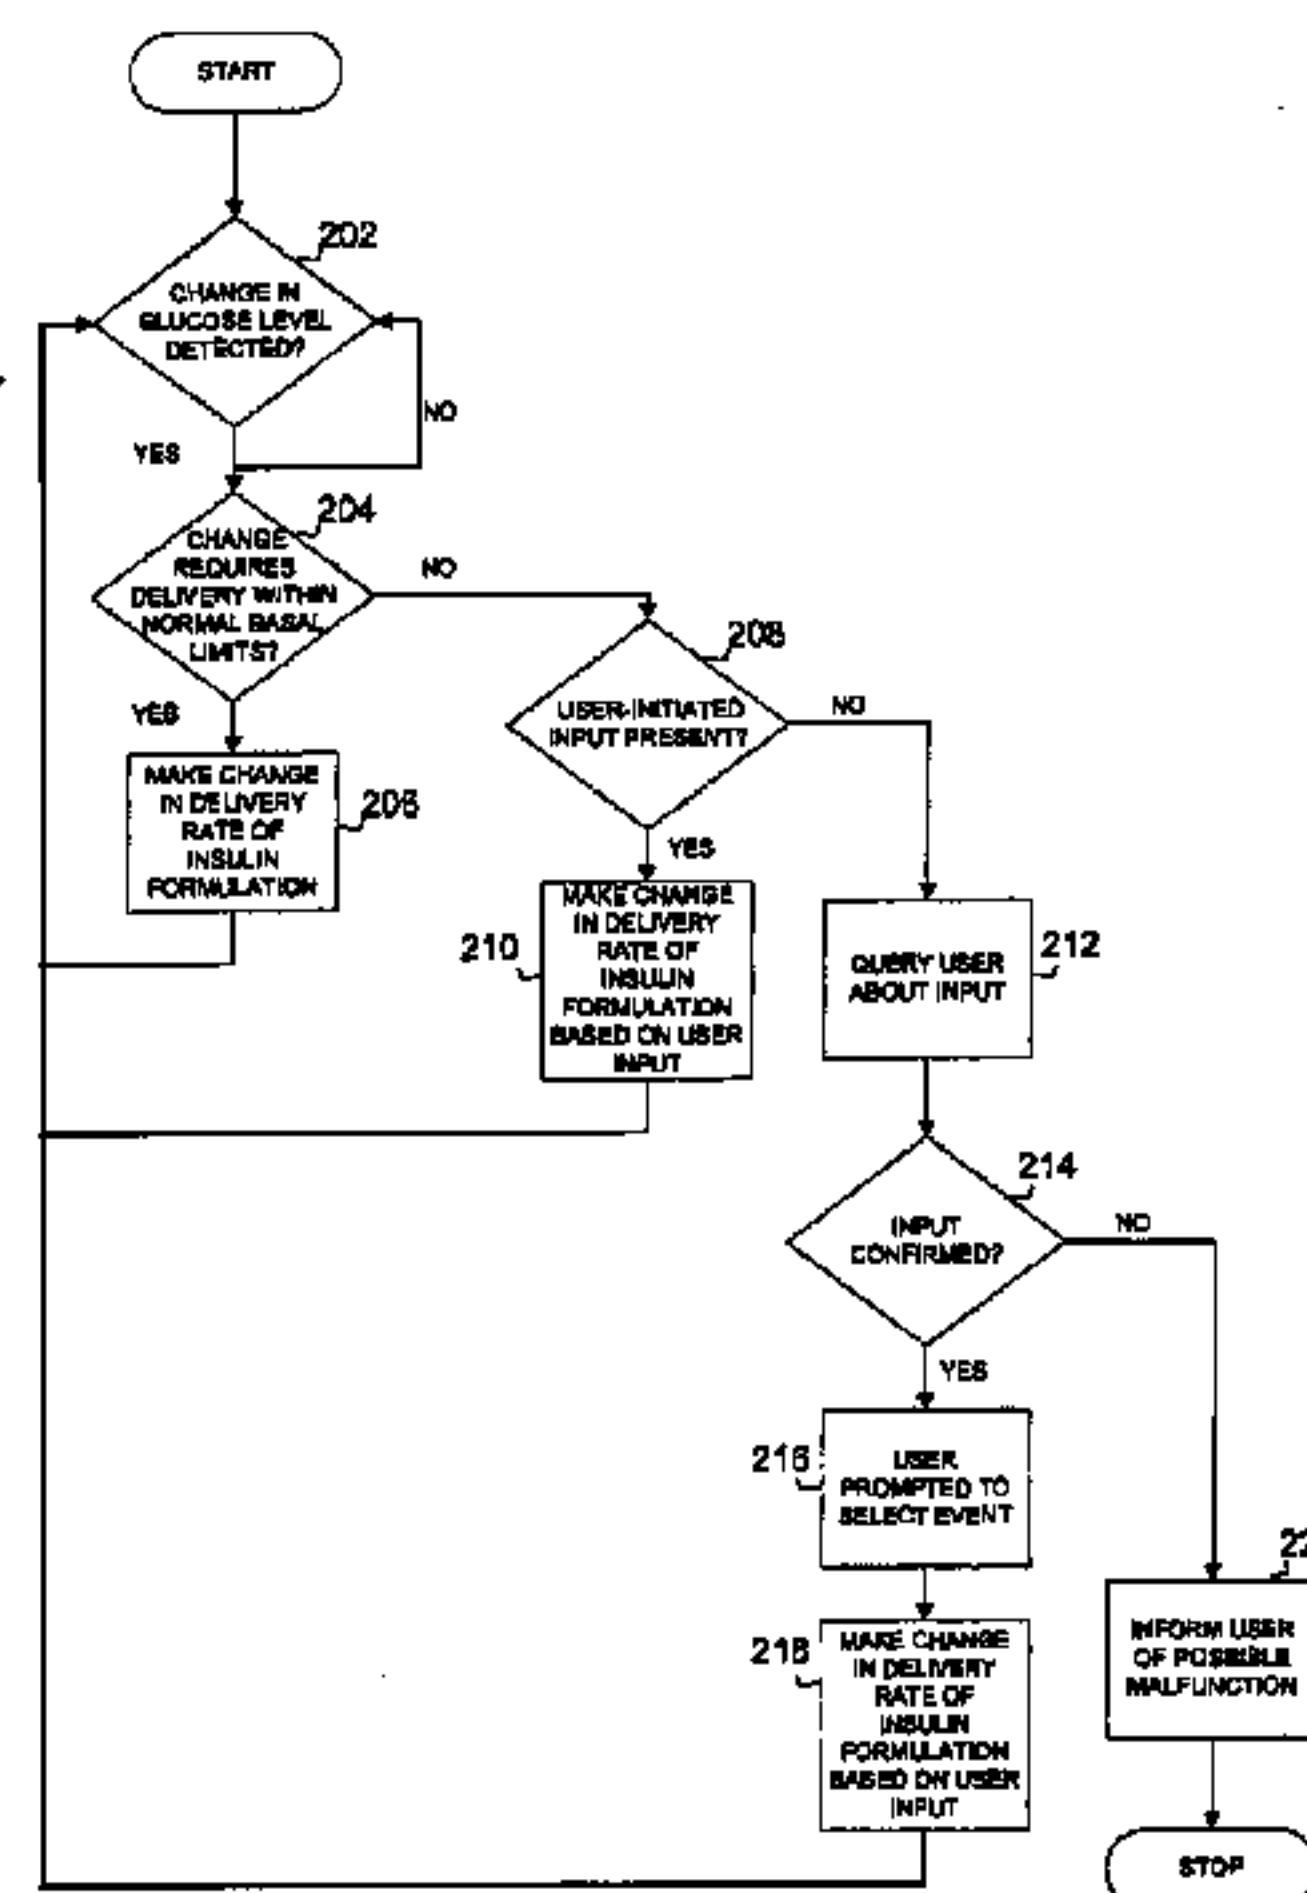 START
202
CHANGE IN
GLUCOSE LEVEL
DETECTED?
NO
YES
204
CHANGE
REQUIRES
DELIVERY WITHIN
NORMAL BASAL
LIMITS?
NO
YES
208
USER-INITIATED
INPUT PRESENT?
NO
YES
MAKE CHANGE
IN DELIVERY
RATE OF
INSULIN
FORMULATION
206
210
MAKE CHANGE
IN DELIVERY
RATE OF
INSULIN
FORMULATION
BASED ON USER
INPUT
212
QUERY USER
ABOUT INPUT
214
INPUT
CONFIRMED?
NO
YES
216
USER
PROMPTED TO
SELECT EVENT
218
MAKE CHANGE
IN DELIVERY
RATE OF
INSULIN
FORMULATION
BASED ON USER
INPUT
INFORM USER
OF POSSIBLE
MALFUNCTION
STOP